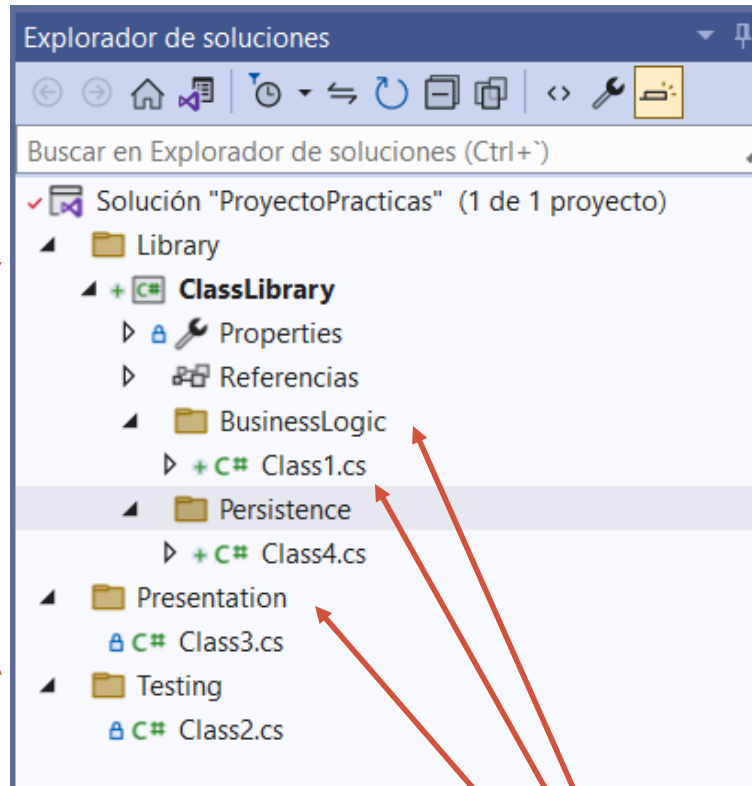 Explorador de soluciones
Buscar en Explorador de soluciones (Ctrl+`)
Solución "ProyectoPracticas" (1 de 1 proyecto)
Library
C# ClassLibrary
Properties
Referencias
BusinessLogic
C# Class1.cs
Persistence
C# Class4.cs
Presentation
C# Class3.cs
Testing
C# Class2.cs